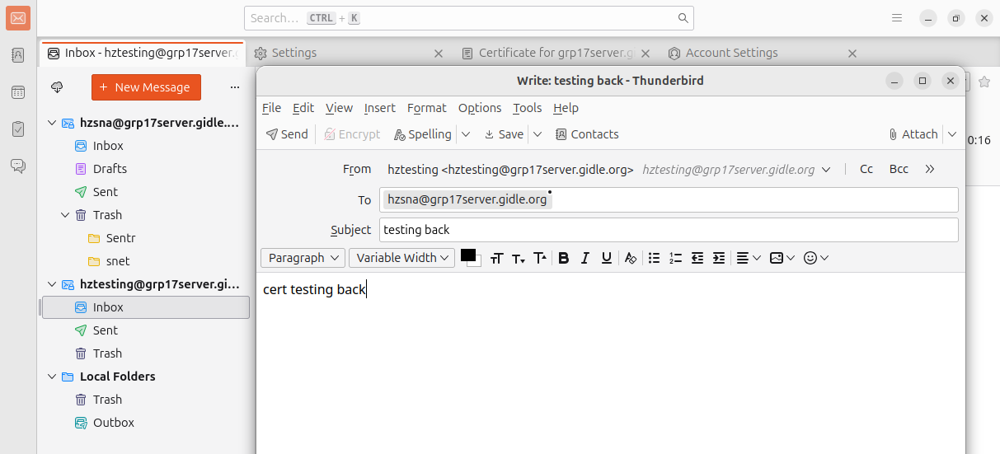 Search… CTRL + K
Inbox - hztesting@grp17server.g
Settings
Certificate for grp17server.gi
Account Settings
New Message
Write: testing back - Thunderbird
File Edit View Insert Format Options Tools Help
Send Encrypt Spelling Save Contacts Attach
0:16
From hztesting <hztesting@grp17server.gidle.org> hztesting@grp17server.gidle.org Cc Bcc
To hzsna@grp17server.gidle.org
Subject testing back
Paragraph Variable Width
cert testing back
hzsna@grp17server.gidle.…
Inbox
Drafts
Sent
Trash
Sentr
snet
hztesting@grp17server.gi…
Inbox
Sent
Trash
Local Folders
Trash
Outbox